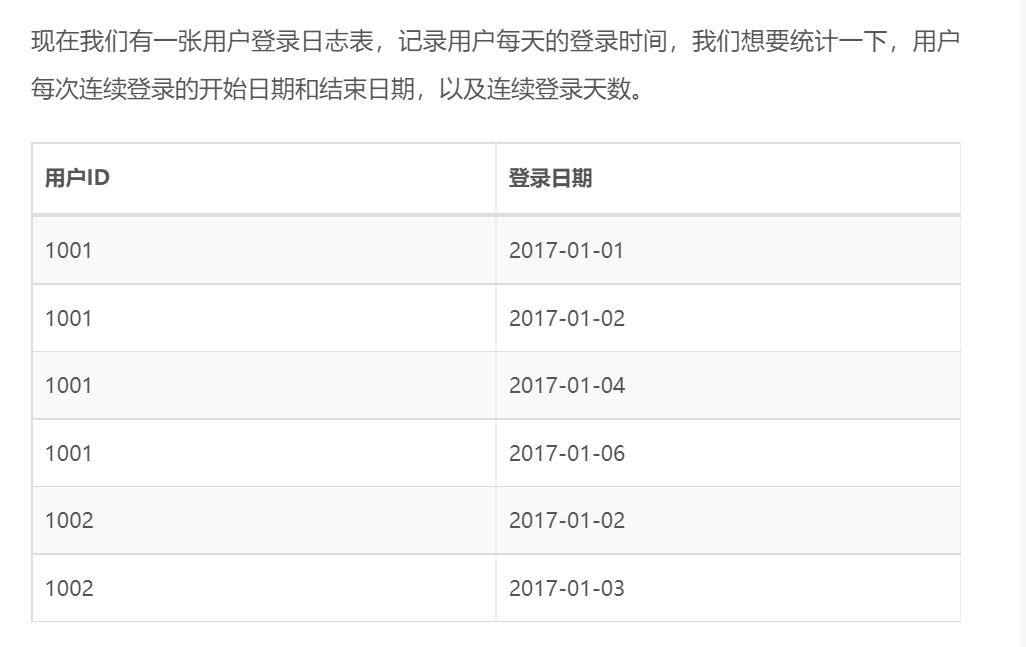 现在我们有一张用户登录日志表，记录用户每天的登录时间，我们想要统计一下，用户
每次连续登录的开始日期和结束日期，以及连续登录天数。
用户ID 登录日期
1001 2017-01-01
1001 2017-01-02
1001 2017-01-04
1001 2017-01-06
1002 2017-01-02
1002 2017-01-03